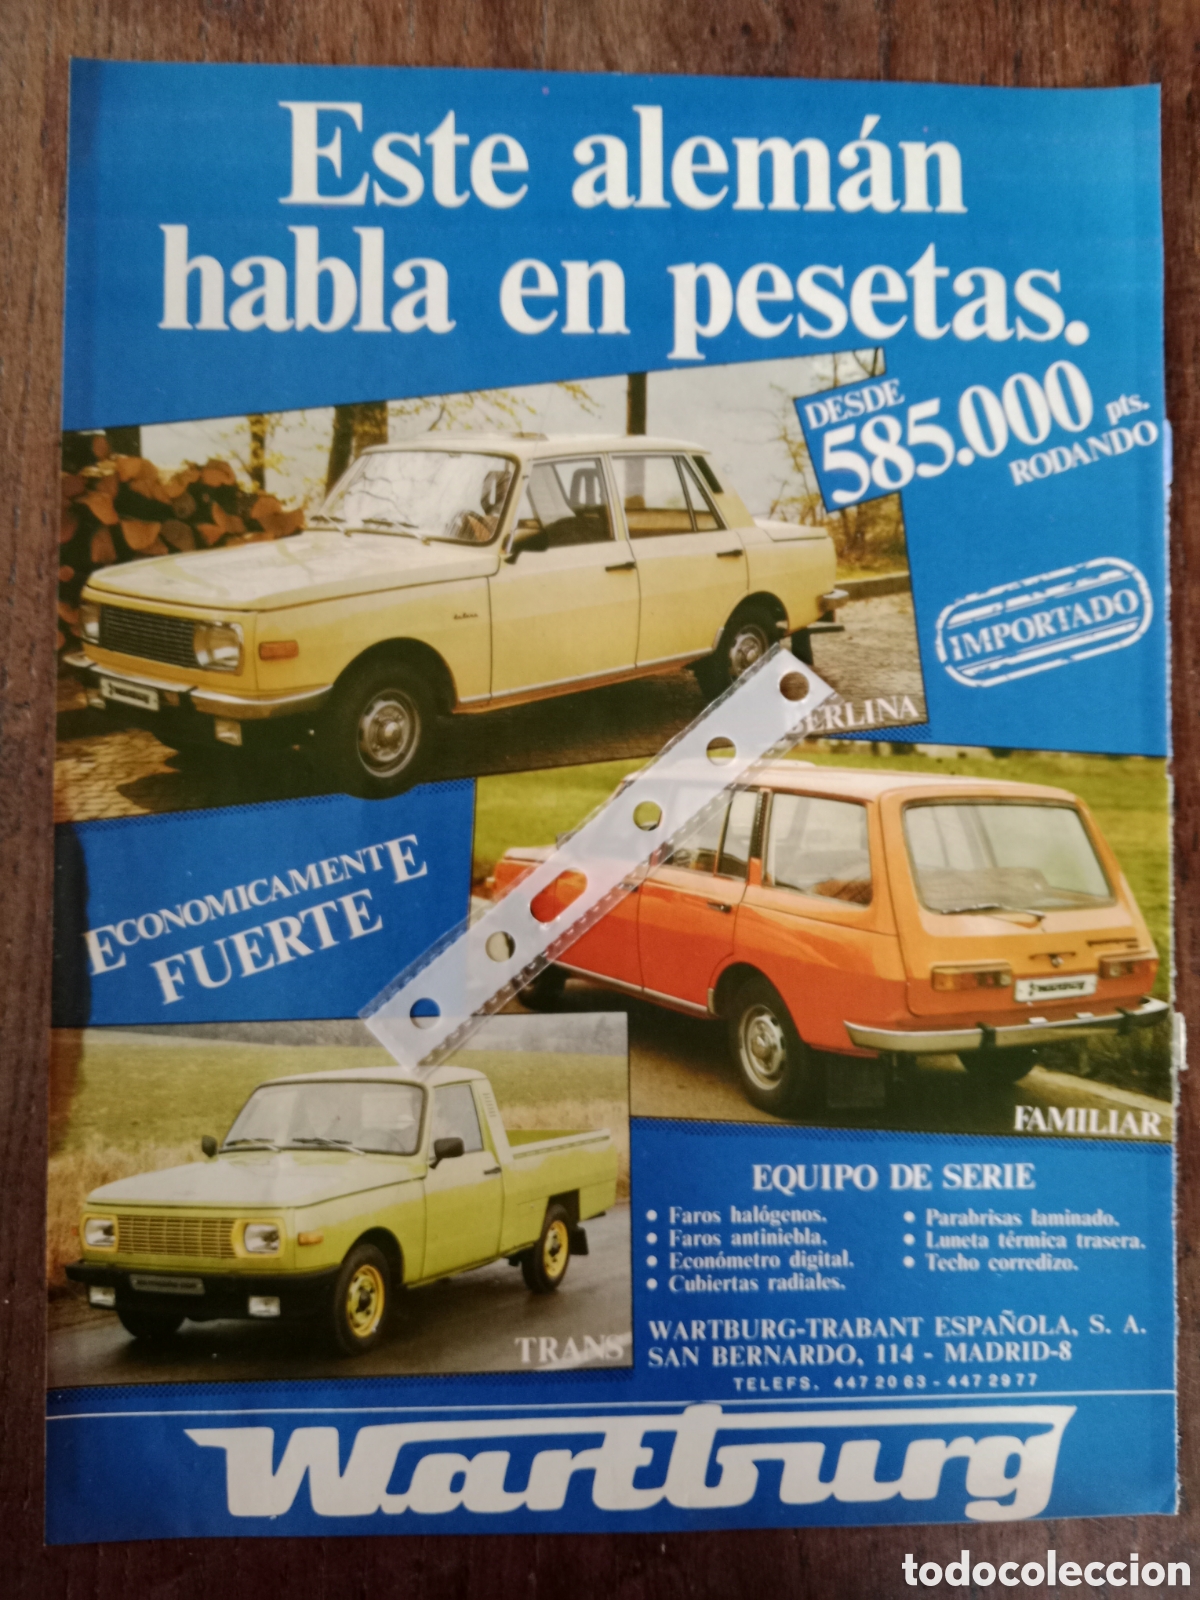 Este alemán
habla en pesetas.
DESDE
585.000 pts.
RODANDO
IMPORTADO
BERLINA
ECONOMICAMENTE
FUERTE
FAMILIAR
TRANS
EQUIPO DE SERIE
• Faros halógenos.
• Faros antiniebla.
• Económetro digital.
• Cubiertas radiales.
• Parabrisas laminado.
• Luneta térmica trasera.
• Techo corredizo.
WARTBURG-TRABANT ESPAÑOLA, S. A.
SAN BERNARDO, 114 - MADRID-8
TELEFS. 447 20 63 - 447 29 77
Wartburg
todocoleccion